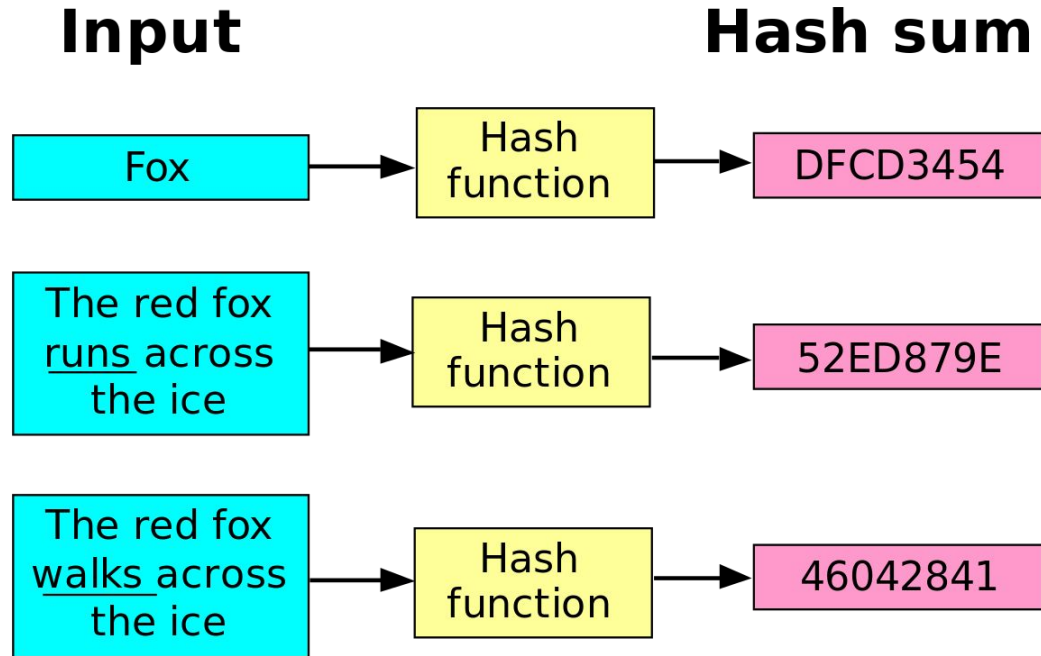 Input
Hash sum
Fox
Hash
function
DFCD3454
The red fox
runs across
the ice
Hash
function
52ED879E
The red fox
walks across
the ice
Hash
function
46042841